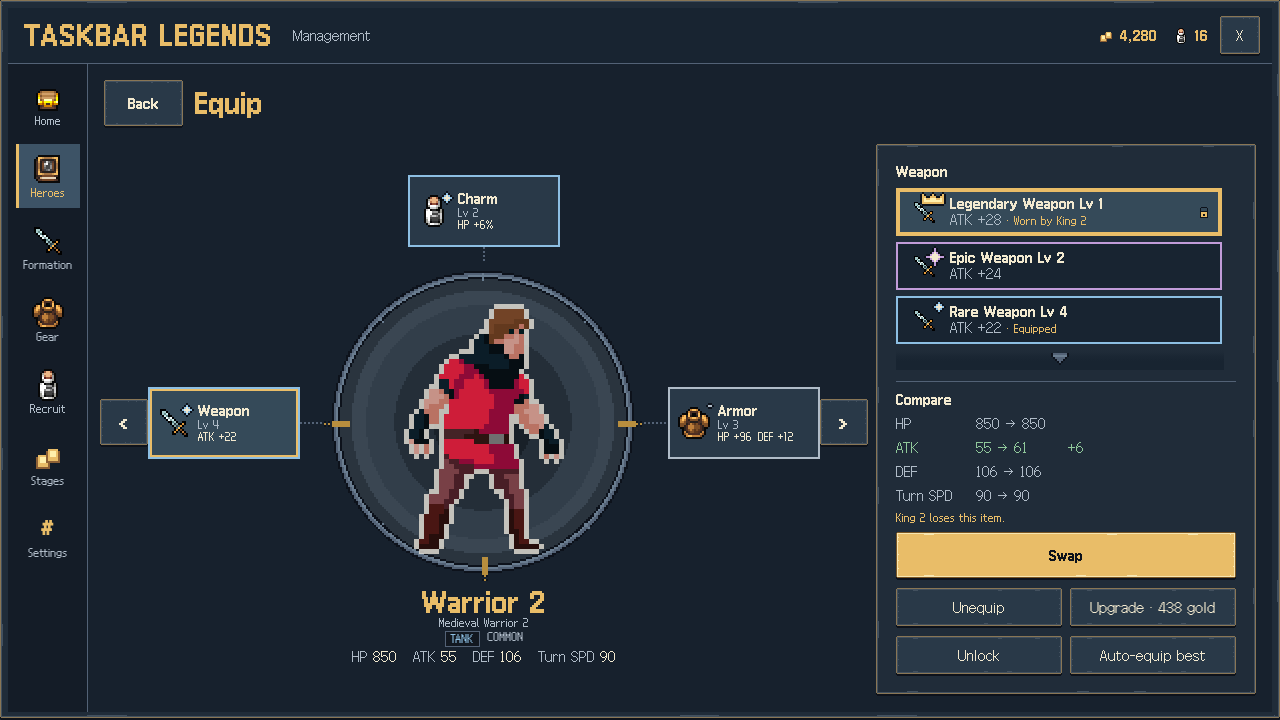 TASKBAR LEGENDS Management 4,280 16 X
Home
Heroes
Formation
Gear
Recruit
Stages
#
Settings
Back Equip
Charm
Lv 2
HP +6%
<
Weapon
Lv 4
ATK +22
Armor
Lv 3
HP +96 DEF +12
>
Warrior 2
Medieval Warrior 2
TANK COMMON
HP 850 ATK 55 DEF 106 Turn SPD 90
Weapon
Legendary Weapon Lv 1
ATK +28 · Worn by King 2
Epic Weapon Lv 2
ATK +24
Rare Weapon Lv 4
ATK +22 · Equipped
Compare
HP 850 → 850
ATK 55 → 61 +6
DEF 106 → 106
Turn SPD 90 → 90
King 2 loses this item.
Swap
Unequip
Upgrade · 438 gold
Unlock
Auto-equip best